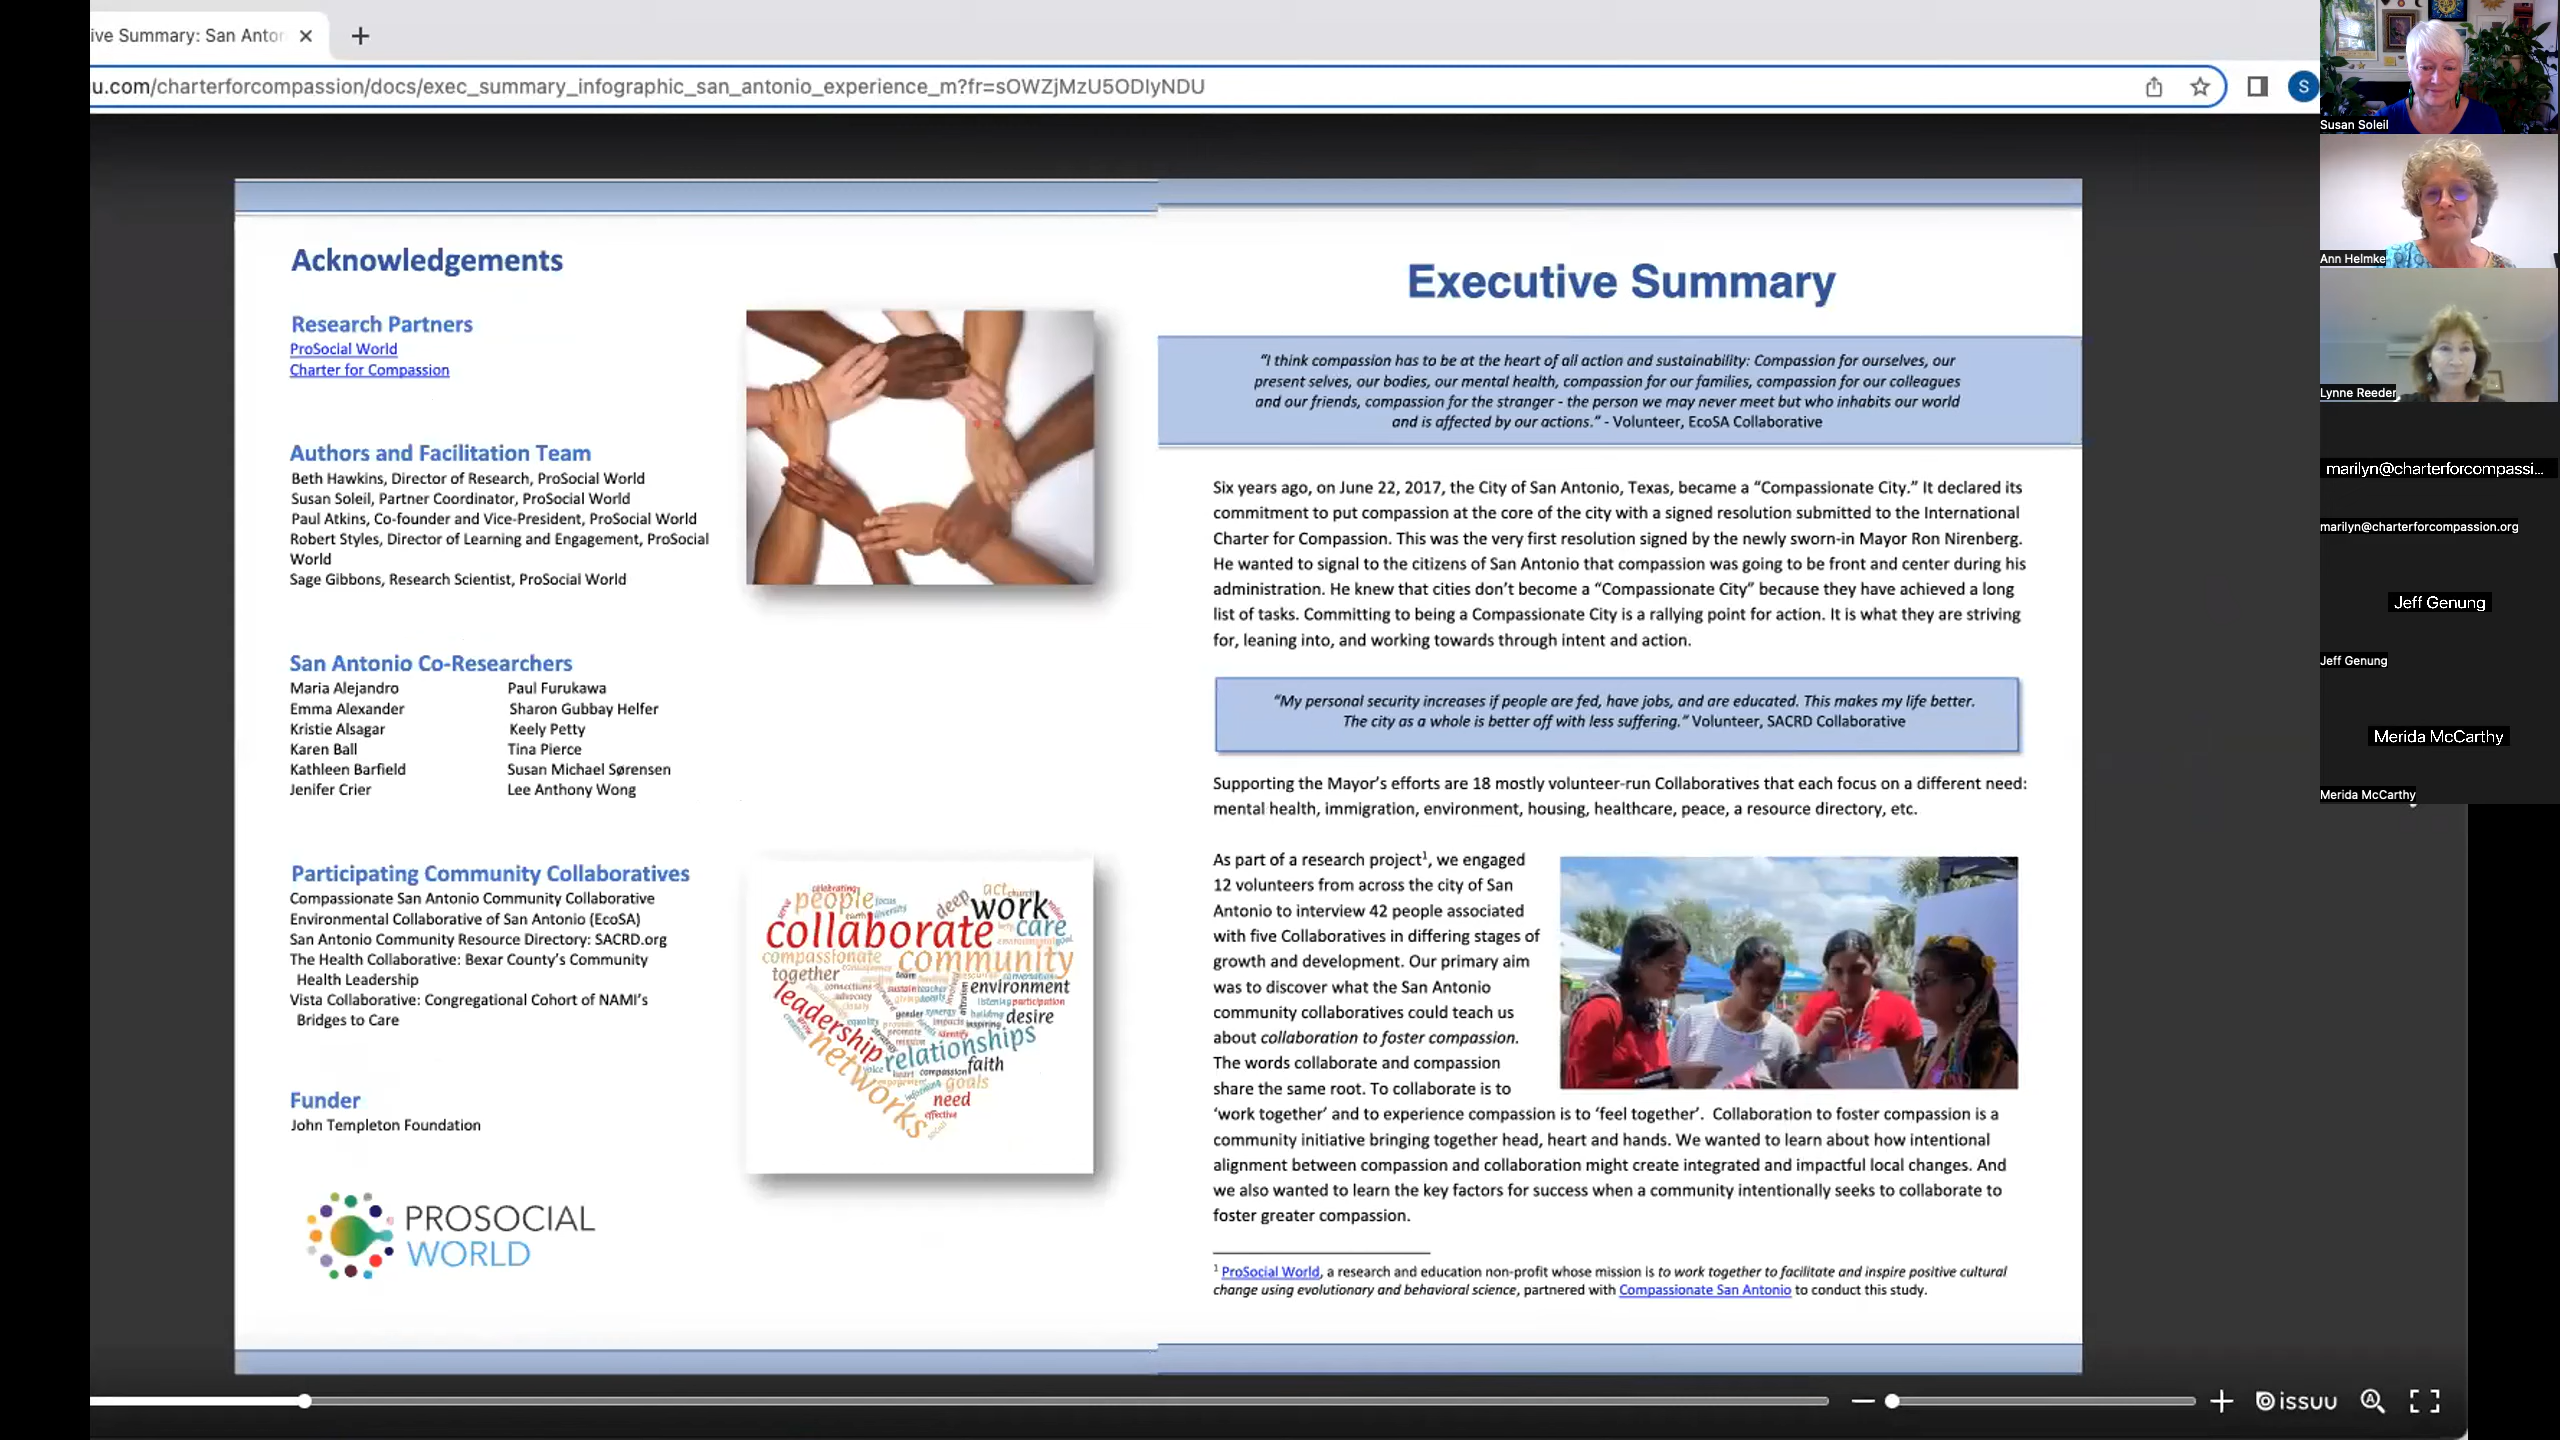 ive Summary: San Anton
u.com/charterforcompassion/docs/exec_summary_infographic_san_antonio_experience_m?fr=sOWZjMzU5ODIyNDU
S
Acknowledgements
Research Partners
ProSocial World
Charter for Compassion
Authors and Facilitation Team
Beth Hawkins, Director of Research, ProSocial World
Susan Soleil, Partner Coordinator, ProSocial World
Paul Atkins, Co-founder and Vice-President, ProSocial World
Robert Styles, Director of Learning and Engagement, ProSocial
World
Sage Gibbons, Research Scientist, ProSocial World
San Antonio Co-Researchers
Maria Alejandro Paul Furukawa
Emma Alexander Sharon Gubbay Helfer
Kristie Alsagar Keely Petty
Karen Ball Tina Pierce
Kathleen Barfield Susan Michael Sørensen
Jenifer Crier Lee Anthony Wong
Participating Community Collaboratives
Compassionate San Antonio Community Collaborative
Environmental Collaborative of San Antonio (EcoSA)
San Antonio Community Resource Directory: SACRD.org
The Health Collaborative: Bexar County's Community
Health Leadership
Vista Collaborative: Congregational Cohort of NAMI's
Bridges to Care
Funder
John Templeton Foundation
PROSOCIAL
WORLD
celebrating
people
focus
diversity
deep
act
church
work
serve
collaborate
care
compassionate
community
together
connections
advocacy
sustain
teacher
environment
listening
participation
leadership
gender
synergy
building
desire
equality
promote
impacts
inspiring
identify
relationships
networks
voice
heart
compassion
faith
goals
need
effective
Executive Summary
"I think compassion has to be at the heart of all action and sustainability: Compassion for ourselves, our
present selves, our bodies, our mental health, compassion for our families, compassion for our colleagues
and our friends, compassion for the stranger - the person we may never meet but who inhabits our world
and is affected by our actions." - Volunteer, EcoSA Collaborative
Six years ago, on June 22, 2017, the City of San Antonio, Texas, became a "Compassionate City." It declared its
commitment to put compassion at the core of the city with a signed resolution submitted to the International
Charter for Compassion. This was the very first resolution signed by the newly sworn-in Mayor Ron Nirenberg.
He wanted to signal to the citizens of San Antonio that compassion was going to be front and center during his
administration. He knew that cities don't become a "Compassionate City" because they have achieved a long
list of tasks. Committing to being a Compassionate City is a rallying point for action. It is what they are striving
for, leaning into, and working towards through intent and action.
"My personal security increases if people are fed, have jobs, and are educated. This makes my life better.
The city as a whole is better off with less suffering." Volunteer, SACRD Collaborative
Supporting the Mayor's efforts are 18 mostly volunteer-run Collaboratives that each focus on a different need:
mental health, immigration, environment, housing, healthcare, peace, a resource directory, etc.
As part of a research project¹, we engaged
12 volunteers from across the city of San
Antonio to interview 42 people associated
with five Collaboratives in differing stages of
growth and development. Our primary aim
was to discover what the San Antonio
community collaboratives could teach us
about collaboration to foster compassion.
The words collaborate and compassion
share the same root. To collaborate is to
'work together' and to experience compassion is to 'feel together'. Collaboration to foster compassion is a
community initiative bringing together head, heart and hands. We wanted to learn about how intentional
alignment between compassion and collaboration might create integrated and impactful local changes. And
we also wanted to learn the key factors for success when a community intentionally seeks to collaborate to
foster greater compassion.
¹ ProSocial World, a research and education non-profit whose mission is to work together to facilitate and inspire positive cultural
change using evolutionary and behavioral science, partnered with Compassionate San Antonio to conduct this study.
issuu
Susan Soleil
Ann Helmke
Lynne Reeder
marilyn@charterforcompassi...
marilyn@charterforcompassion.org
Jeff Genung
Jeff Genung
Merida McCarthy
Merida McCarthy